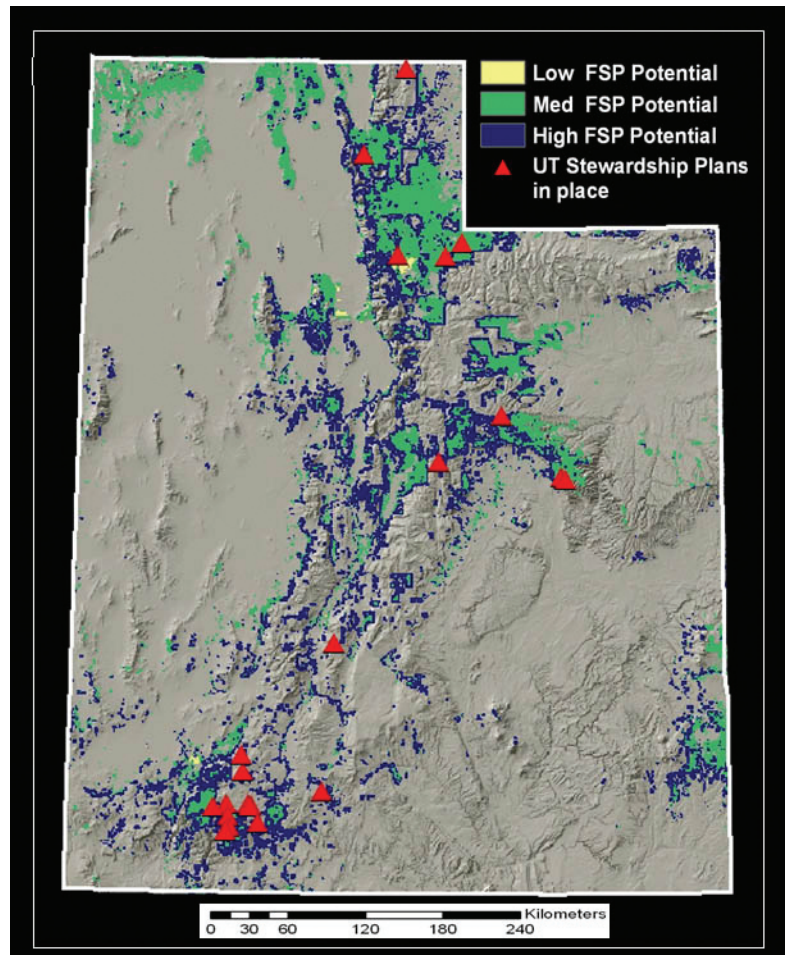 Low FSP Potential
Med FSP Potential
High FSP Potential
UT Stewardship Plans
in place
Kilometers
0 30 60 120 180 240